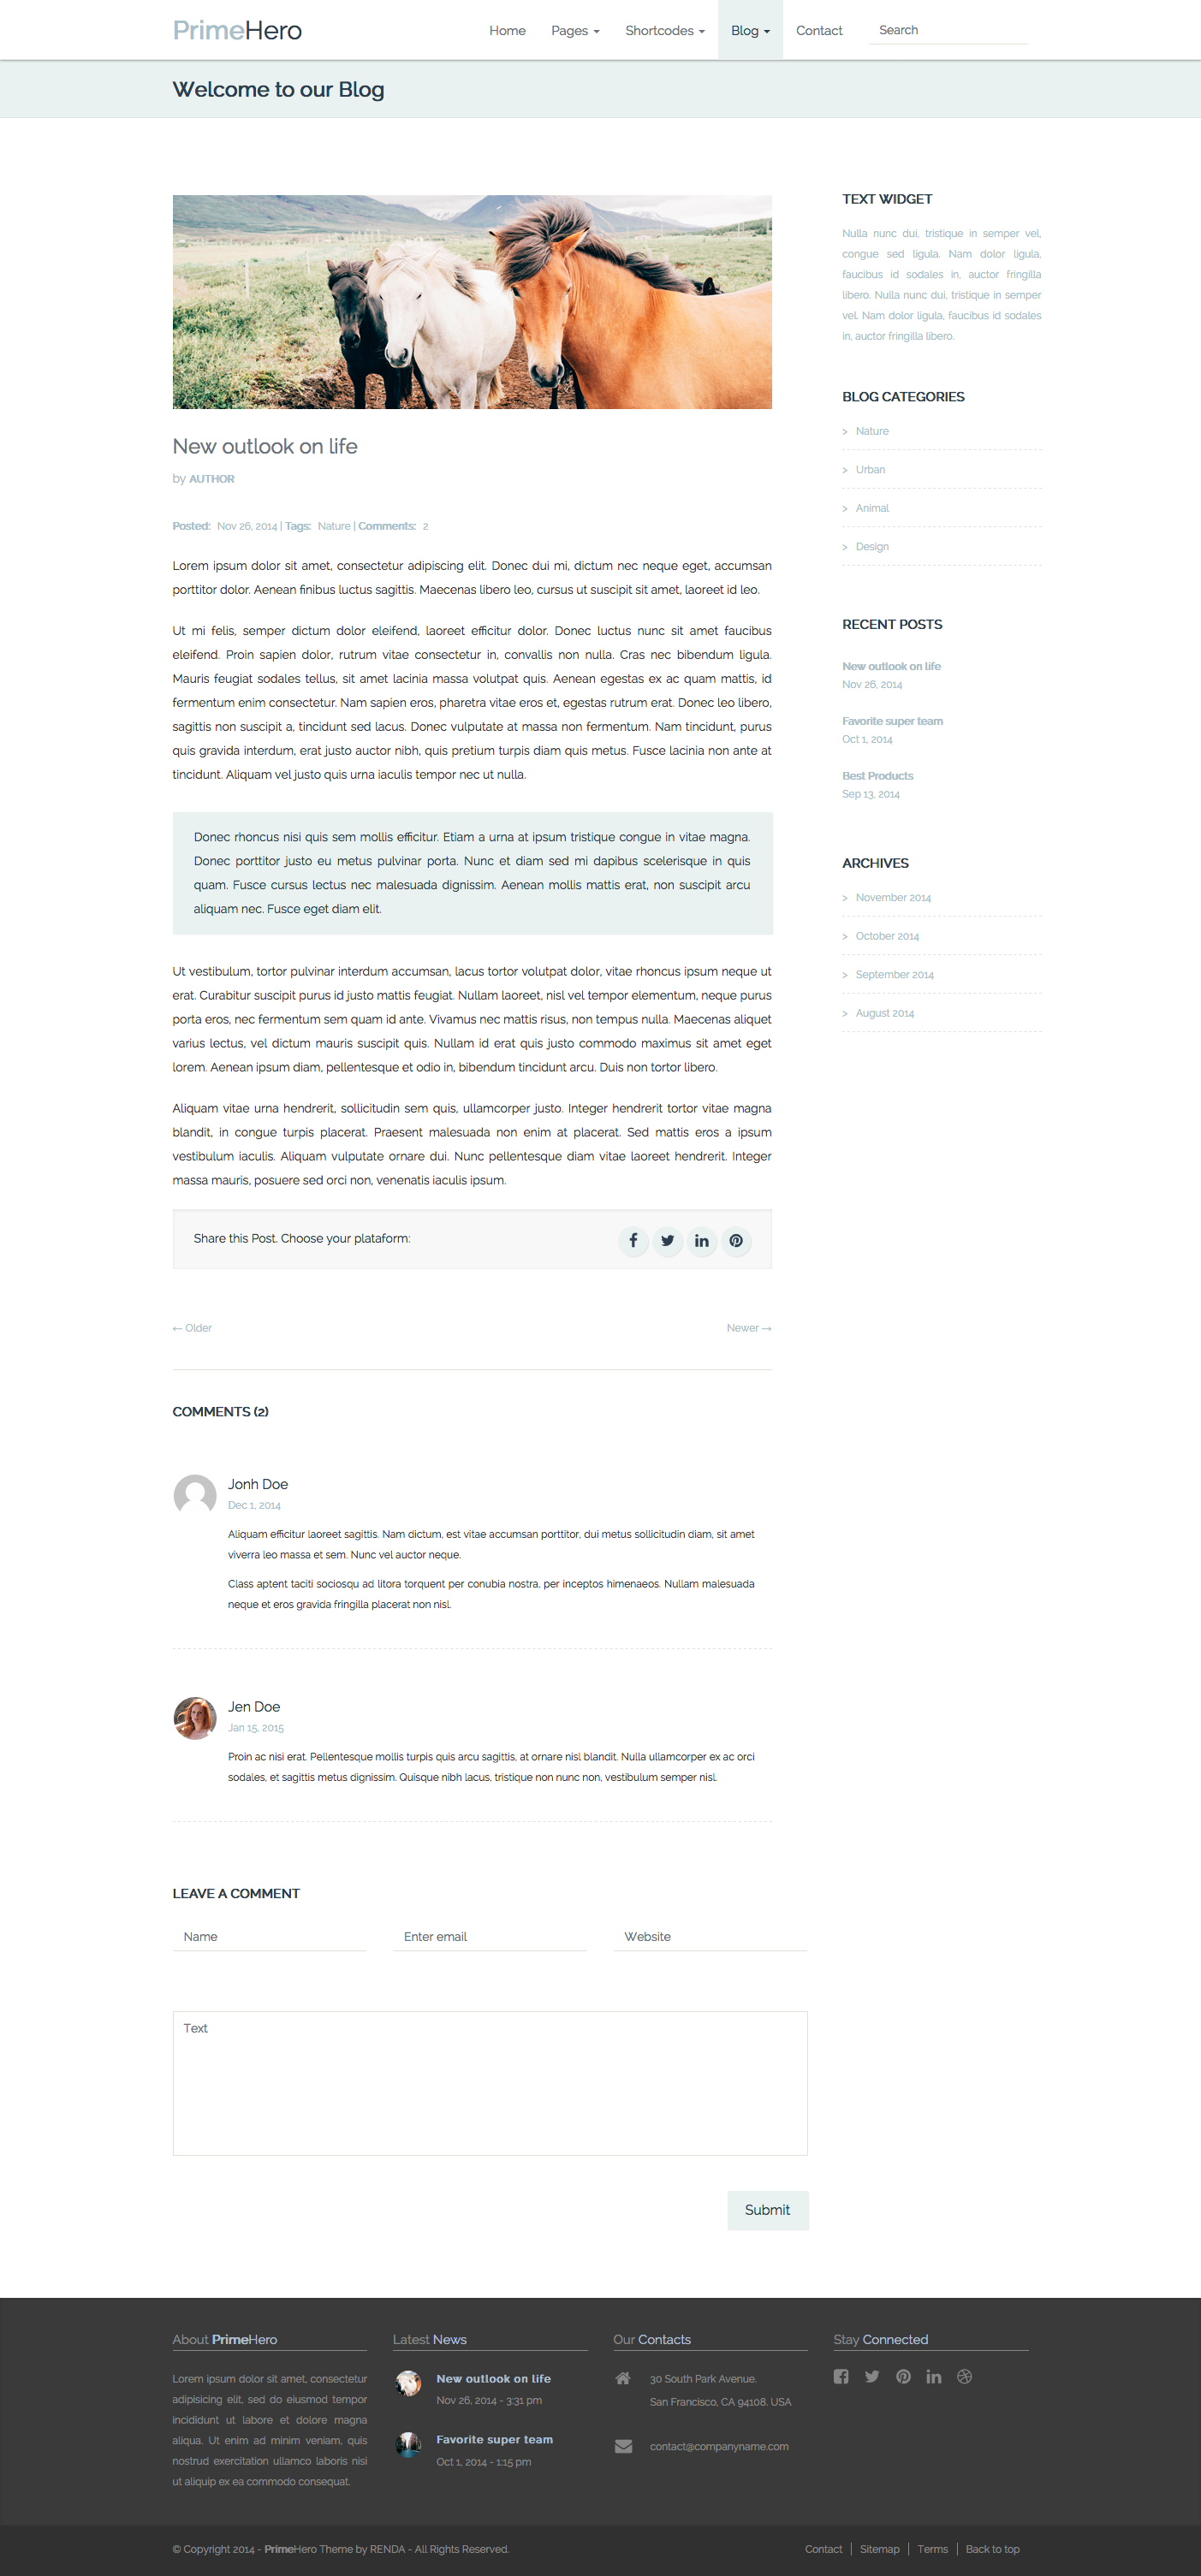 PrimeHero
Home Pages Shortcodes Blog Contact Search
Welcome to our Blog
New outlook on life
by AUTHOR
Posted: Nov 26, 2014 | Tags: Nature | Comments: 2
Lorem ipsum dolor sit amet, consectetur adipiscing elit. Donec dui mi, dictum nec neque eget, accumsan
porttitor dolor. Aenean finibus luctus sagittis. Maecenas libero leo, cursus ut suscipit sit amet, laoreet id leo.
Ut mi felis, semper dictum dolor eleifend, laoreet efficitur dolor. Donec luctus nunc sit amet faucibus
eleifend. Proin sapien dolor, rutrum vitae consectetur in, convallis non nulla. Cras nec bibendum ligula.
Mauris feugiat sodales tellus, sit amet lacinia massa volutpat quis. Aenean egestas ex ac quam mattis, id
fermentum enim consectetur. Nam sapien eros, pharetra vitae eros et, egestas rutrum erat. Donec leo libero,
sagittis non suscipit a, tincidunt sed lacus. Donec vulputate at massa non fermentum. Nam tincidunt, purus
quis gravida interdum, erat justo auctor nibh, quis pretium turpis diam quis metus. Fusce lacinia non ante at
tincidunt. Aliquam vel justo quis urna iaculis tempor nec ut nulla.
Donec rhoncus nisi quis sem mollis efficitur. Etiam a urna at ipsum tristique congue in vitae magna.
Donec porttitor justo eu metus pulvinar porta. Nunc et diam sed mi dapibus scelerisque in quis
quam. Fusce cursus lectus nec malesuada dignissim. Aenean mollis mattis erat, non suscipit arcu
aliquam nec. Fusce eget diam elit.
Ut vestibulum, tortor pulvinar interdum accumsan, lacus tortor volutpat dolor, vitae rhoncus ipsum neque ut
erat. Curabitur suscipit purus id justo mattis feugiat. Nullam laoreet, nisl vel tempor elementum, neque purus
porta eros, nec fermentum sem quam id ante. Vivamus nec mattis risus, non tempus nulla. Maecenas aliquet
varius lectus, vel dictum mauris suscipit quis. Nullam id erat quis justo commodo maximus sit amet eget
lorem. Aenean ipsum diam, pellentesque et odio in, bibendum tincidunt arcu. Duis non tortor libero.
Aliquam vitae urna hendrerit, sollicitudin sem quis, ullamcorper justo. Integer hendrerit tortor vitae magna
blandit, in congue turpis placerat. Praesent malesuada non enim at placerat. Sed mattis eros a ipsum
vestibulum iaculis. Aliquam vulputate ornare dui. Nunc pellentesque diam vitae laoreet hendrerit. Integer
massa mauris, posuere sed orci non, venenatis iaculis ipsum.
Share this Post. Choose your plataform:
← Older
Newer →
COMMENTS (2)
Jonh Doe
Dec 1, 2014
Aliquam efficitur laoreet sagittis. Nam dictum, est vitae accumsan porttitor, dui metus sollicitudin diam, sit amet
viverra leo massa et sem. Nunc vel auctor neque.
Class aptent taciti sociosqu ad litora torquent per conubia nostra, per inceptos himenaeos. Nullam malesuada
neque et eros gravida fringilla placerat non nisl.
Jen Doe
Jan 15, 2015
Proin ac nisi erat. Pellentesque mollis turpis quis arcu sagittis, at ornare nisl blandit. Nulla ullamcorper ex ac orci
sodales, et sagittis metus dignissim. Quisque nibh lacus, tristique non nunc non, vestibulum semper nisl.
LEAVE A COMMENT
Name
Enter email
Website
Text
Submit
TEXT WIDGET
Nulla nunc dui, tristique in semper vel,
congue sed ligula. Nam dolor ligula,
faucibus id sodales in, auctor fringilla
libero. Nulla nunc dui, tristique in semper
vel. Nam dolor ligula, faucibus id sodales
in, auctor fringilla libero.
BLOG CATEGORIES
> Nature
> Urban
> Animal
> Design
RECENT POSTS
New outlook on life
Nov 26, 2014
Favorite super team
Oct 1, 2014
Best Products
Sep 13, 2014
ARCHIVES
> November 2014
> October 2014
> September 2014
> August 2014
About PrimeHero
Lorem ipsum dolor sit amet, consectetur
adipisicing elit, sed do eiusmod tempor
incididunt ut labore et dolore magna
aliqua. Ut enim ad minim veniam, quis
nostrud exercitation ullamco laboris nisi
ut aliquip ex ea commodo consequat.
Latest News
New outlook on life
Nov 26, 2014 - 3:31 pm
Favorite super team
Oct 1, 2014 - 1:15 pm
Our Contacts
30 South Park Avenue.
San Francisco, CA 94108. USA
contact@companyname.com
Stay Connected
© Copyright 2014 - PrimeHero Theme by RENDA - All Rights Reserved.
Contact | Sitemap | Terms | Back to top